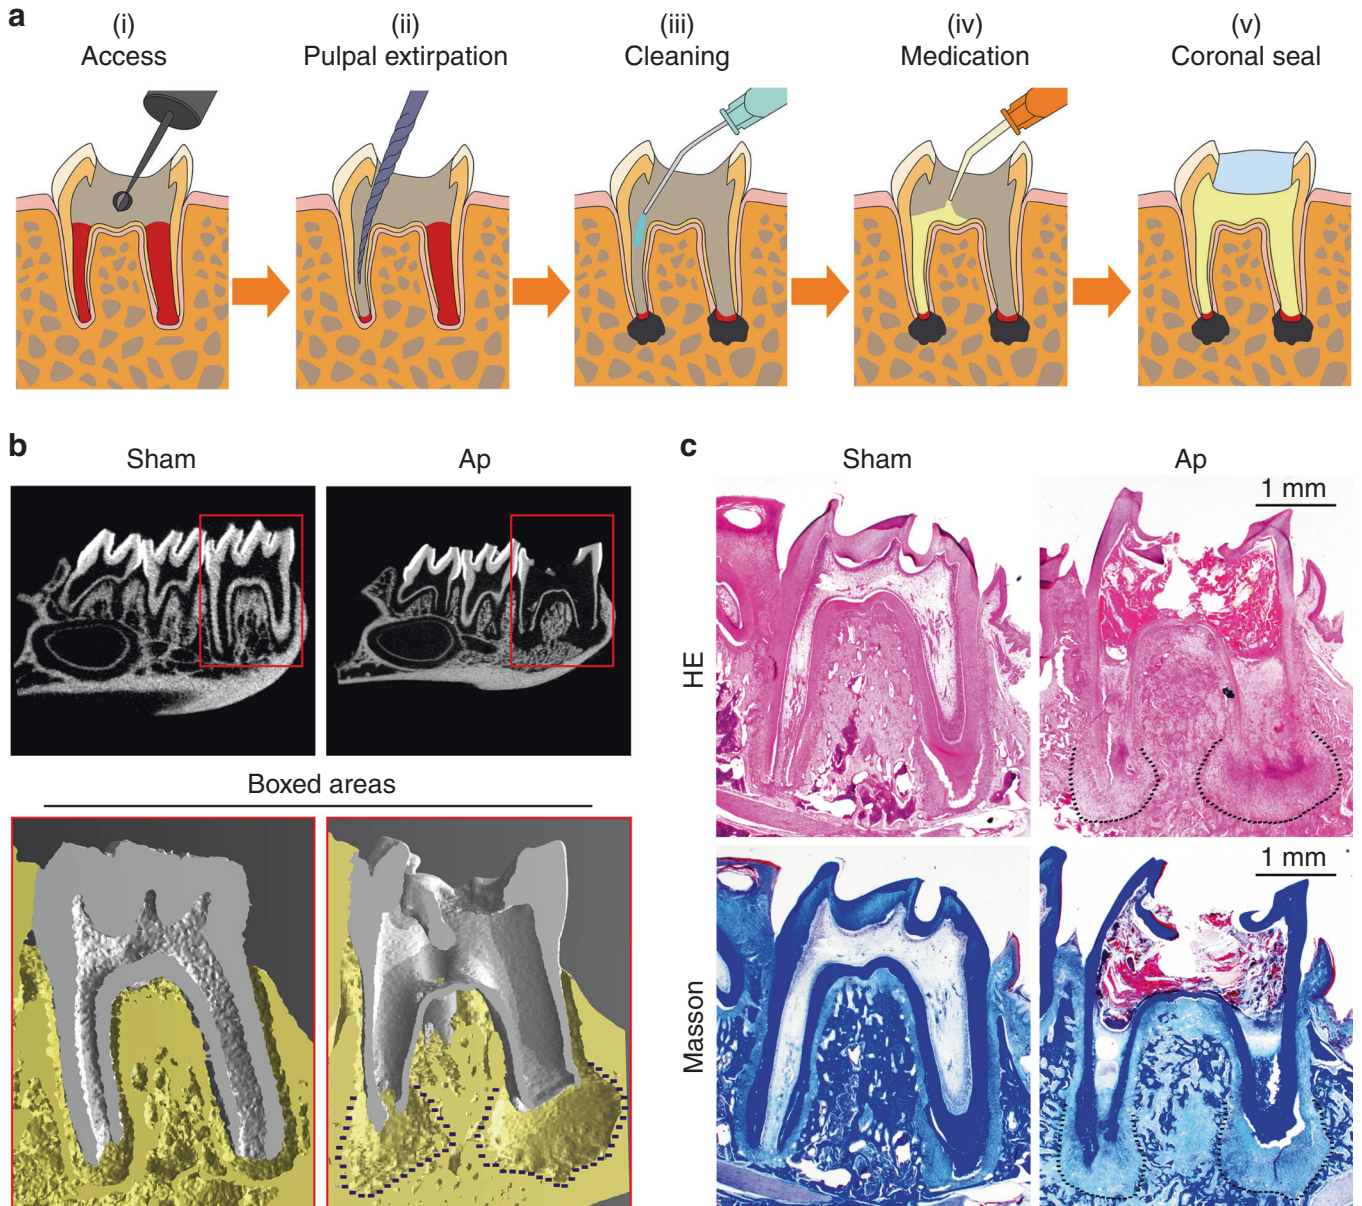 a
(i)
Access
(ii)
Pulpal extirpation
(iii)
Cleaning
(iv)
Medication
(v)
Coronal seal
b
Sham
Ap
Boxed areas
c
Sham
Ap
1 mm
HE
1 mm
Masson